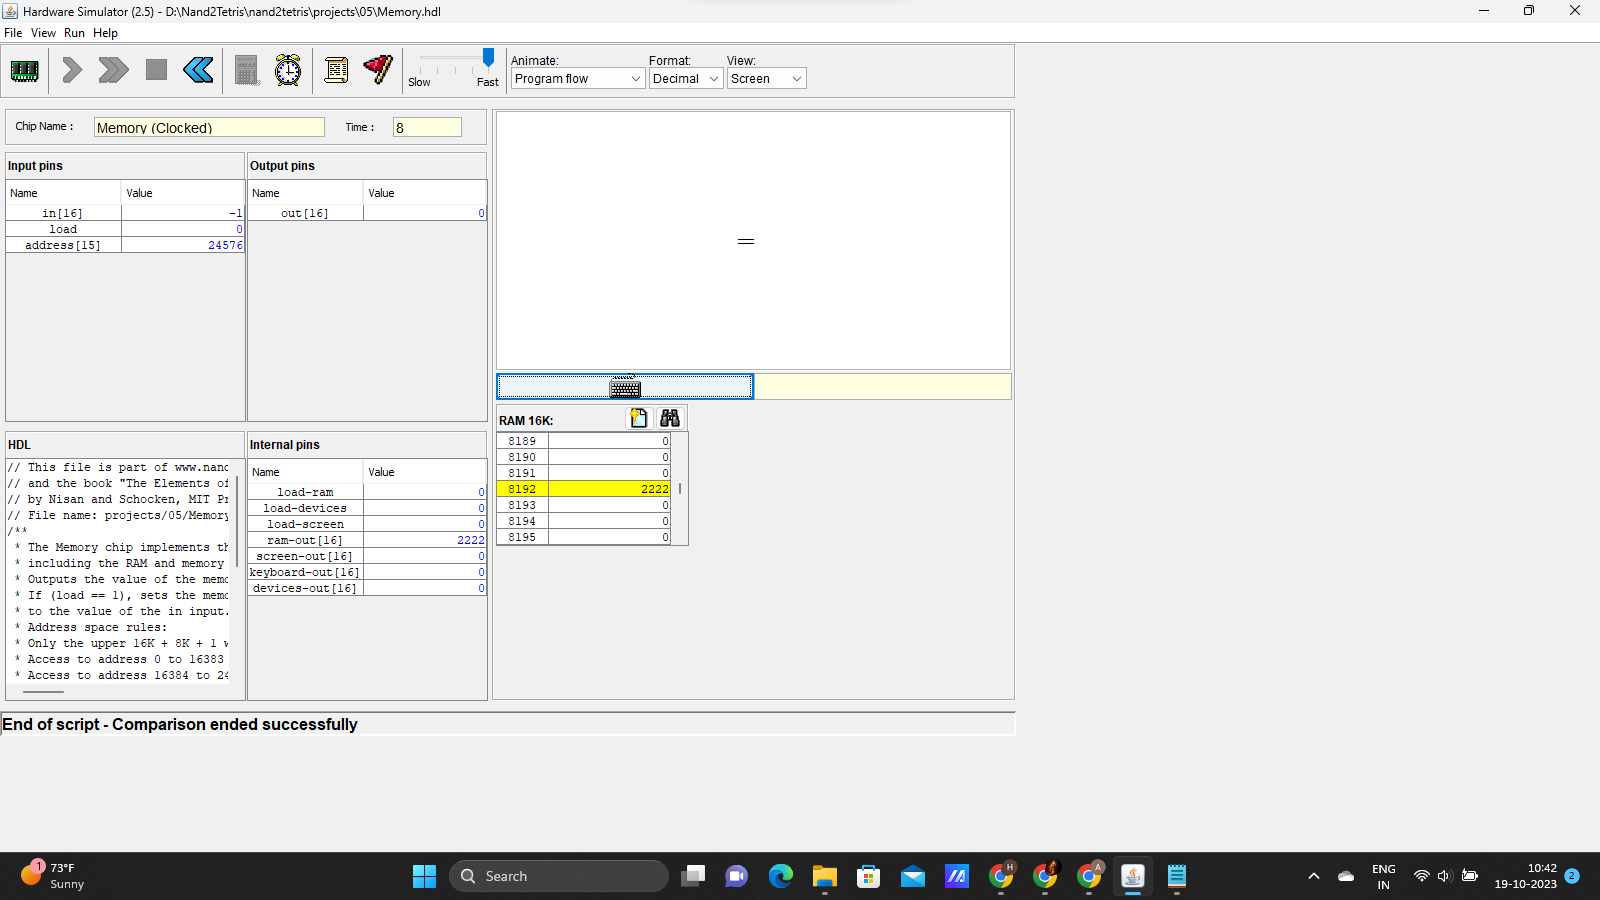 Hardware Simulator (2.5) - D:\Nand2Tetris\nand2tetris\projects\05\Memory.hdl
File View Run Help
Slow Fast
Animate: Format: View:
Program flow Decimal Screen
Chip Name : Memory (Clocked) Time : 8
Input pins
Name Value
in[16] -1
load 0
address[15] 24576
Output pins
Name Value
out[16] 0
HDL
// This file is part of www.nand
// and the book "The Elements of
// by Nisan and Schocken, MIT Pr
// File name: projects/05/Memory
/**
* The Memory chip implements th
* including the RAM and memory
* Outputs the value of the memo
* If (load == 1), sets the memo
* to the value of the in input.
* Address space rules:
* Only the upper 16K + 8K + 1 w
* Access to address 0 to 16383
* Access to address 16384 to 24
Internal pins
Name Value
load-ram 0
load-devices 0
load-screen 0
ram-out[16] 2222
screen-out[16] 0
keyboard-out[16] 0
devices-out[16] 0
RAM 16K:
8189 0
8190 0
8191 0
8192 2222
8193 0
8194 0
8195 0
End of script - Comparison ended successfully
1
73°F
Sunny
Search
H
A
ENG
IN
10:42
19-10-2023
2